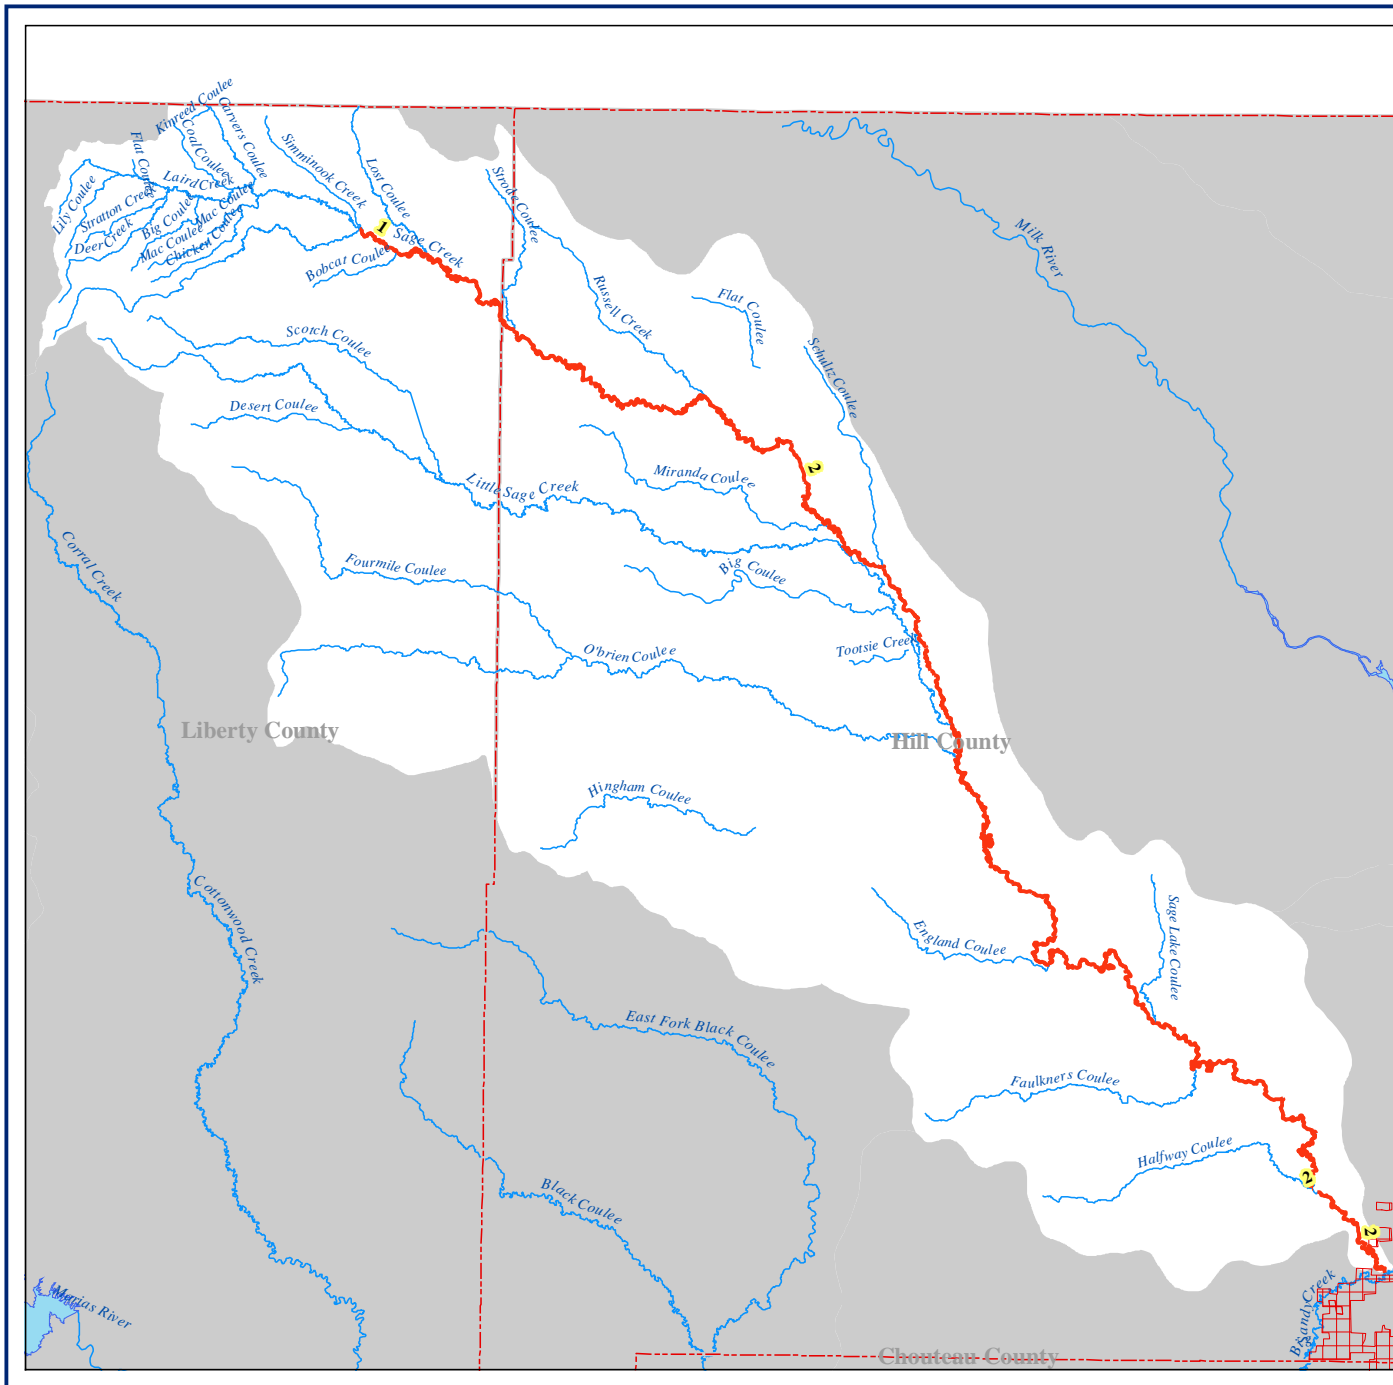 Kinreed Coulee
Garvers Coulee
Coal Coulee
Flat Coulee
Simminook Creek
Lost Coulee
Laird Creek
Lily Coulee
Stratton Creek
Deer Creek
Big Coulee
Mac Coulee
Mac Coulee
Chicken Coulee
1
Sage Creek
Bobcat Coulee
Strode Coulee
Milk River
Russell Creek
Flat Coulee
Schultz Coulee
Scotch Coulee
Desert Coulee
2
Miranda Coulee
Little Sage Creek
Corral Creek
Fourmile Coulee
Big Coulee
Tootsie Creek
O'brien Coulee
Liberty County
Hill County
Hingham Coulee
Cottonwood Creek
Sage Lake Coulee
England Coulee
East Fork Black Coulee
Faulkners Coulee
Halfway Coulee
2
Black Coulee
2
Marias River
Big Sandy Creek
Chouteau County